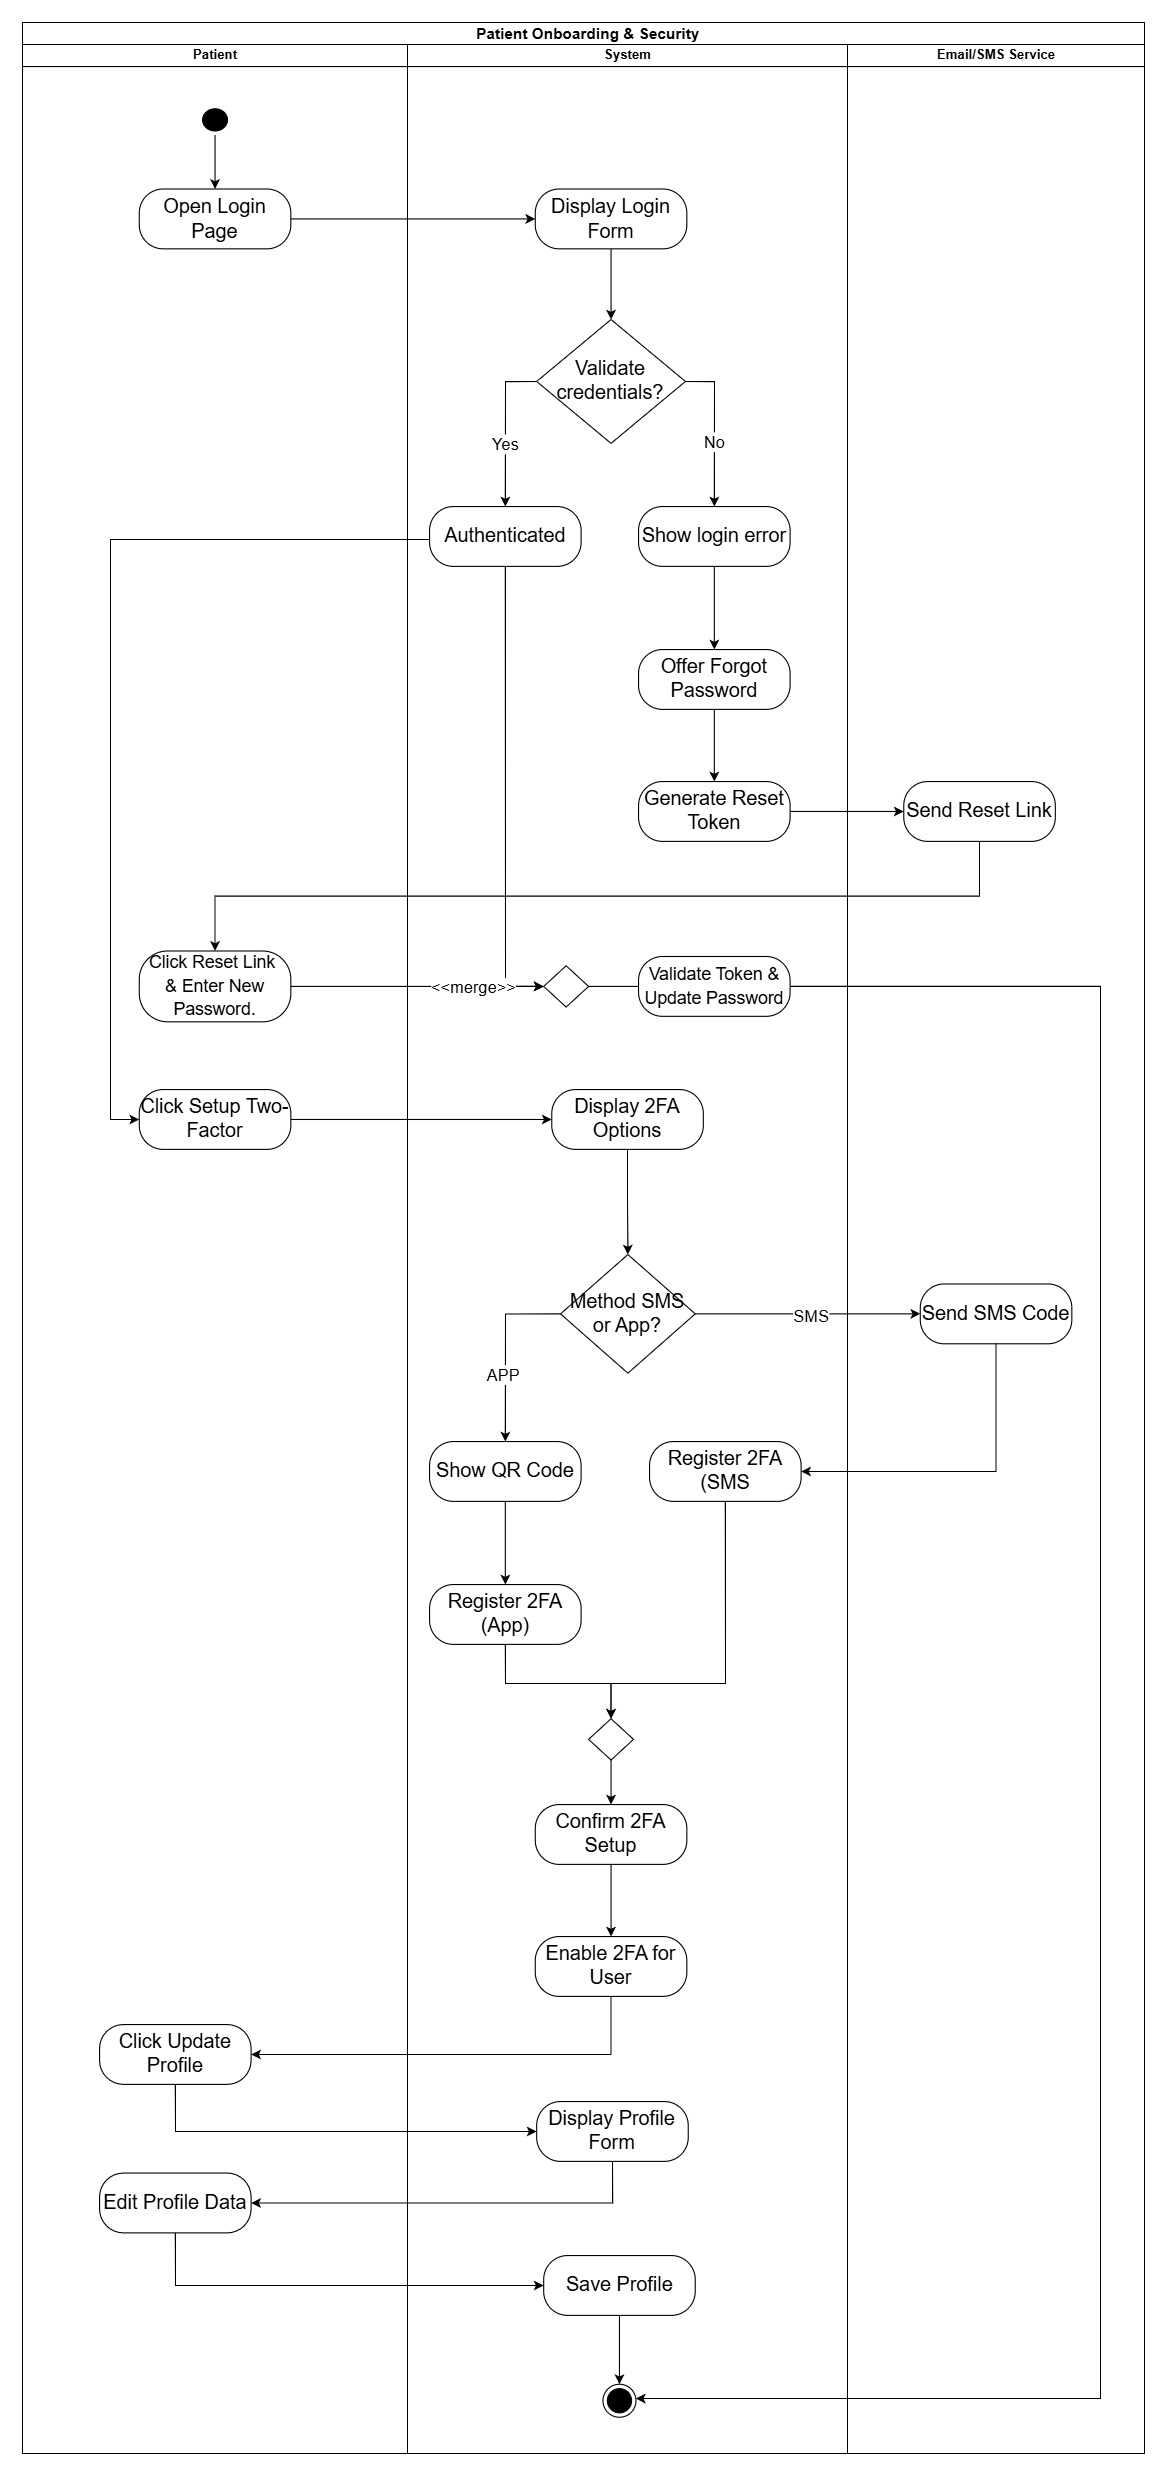 Patient Onboarding & Security
Patient
System
Email/SMS Service
Open Login
Page
Display Login
Form
Validate
credentials?
Yes
No
Authenticated
Show login error
Offer Forgot
Password
Generate Reset
Token
Send Reset Link
Click Reset Link
& Enter New
Password.
<<merge>>
Validate Token &
Update Password
Click Setup Two-
Factor
Display 2FA
Options
Method SMS
or App?
SMS
Send SMS Code
APP
Show QR Code
Register 2FA
(SMS
Register 2FA
(App)
Confirm 2FA
Setup
Enable 2FA for
User
Click Update
Profile
Display Profile
Form
Edit Profile Data
Save Profile